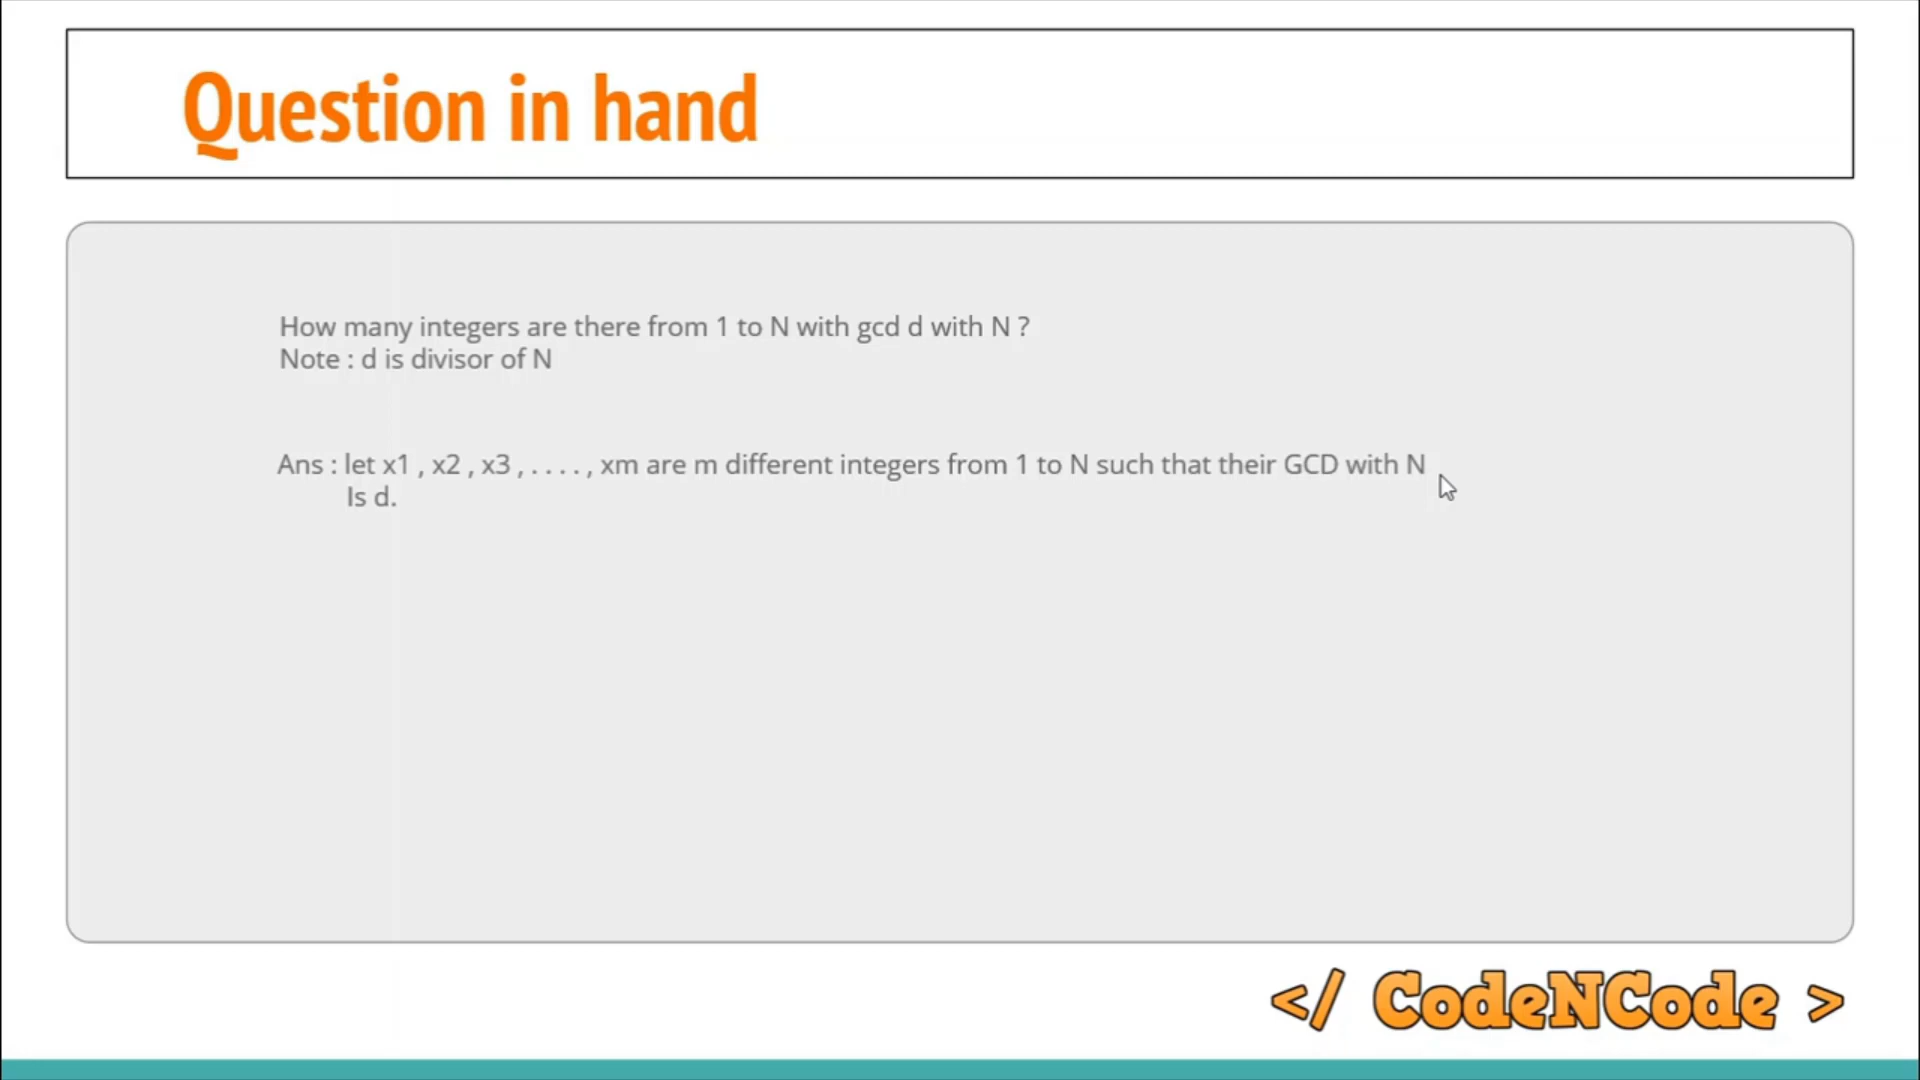 Question in hand
How many integers are there from 1 to N with gcd d with N ?
Note : d is divisor of N
Ans : let x1 , x2 , x3 , . . . . , xm are m different integers from 1 to N such that their GCD with N
Is d.
</ CodeNCode >